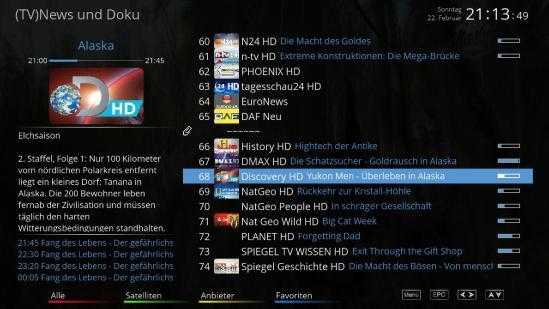 (TV)News und Doku
Sonntag
22. Februar
21:13:49
Alaska
21:00
21:45
D HD
Elchsaison
2. Staffel, Folge 1: Nur 100 Kilometer
vom nördlichen Polarkreis entfernt
liegt ein kleines Dorf; Tanana in
Alaska. Die 200 Bewohner leben
fernab der Zivilisation und müssen
täglich den harten
Witterungsbedingungen standhalten.
21:45 Fang des Lebens - Der gefährlichs
22:30 Fang des Lebens - Der gefährlichs
23:20 Fang des Lebens - Der gefährlichs
00:05 Fang des Lebens - Der gefährlichs
60 N24 HD Die Macht des Goldes
61 n-tv HD Extreme Konstruktionen: Die Mega-Brücke
62 PHOENIX HD
63 tagesschau24 HD
64 EuroNews
65 DAF Neu
------
66 History HD Hightech der Antike
67 DMAX HD Die Schatzsucher - Goldrausch in Alaska
68 Discovery HD Yukon Men - Überleben in Alaska
69 NatGeo HD Rückkehr zur Kristall-Höhle
70 NatGeo People HD In schräger Gesellschaft
71 Nat Geo Wild HD Big Cat Week
72 PLANET HD Forgetting Dad
73 SPIEGEL TV WISSEN HD Exit Through the Gift Shop
74 Spiegel Geschichte HD Die Macht des Bösen - Von mensch
Alle
Satelliten
Anbieter
Favoriten
Menu
EPG